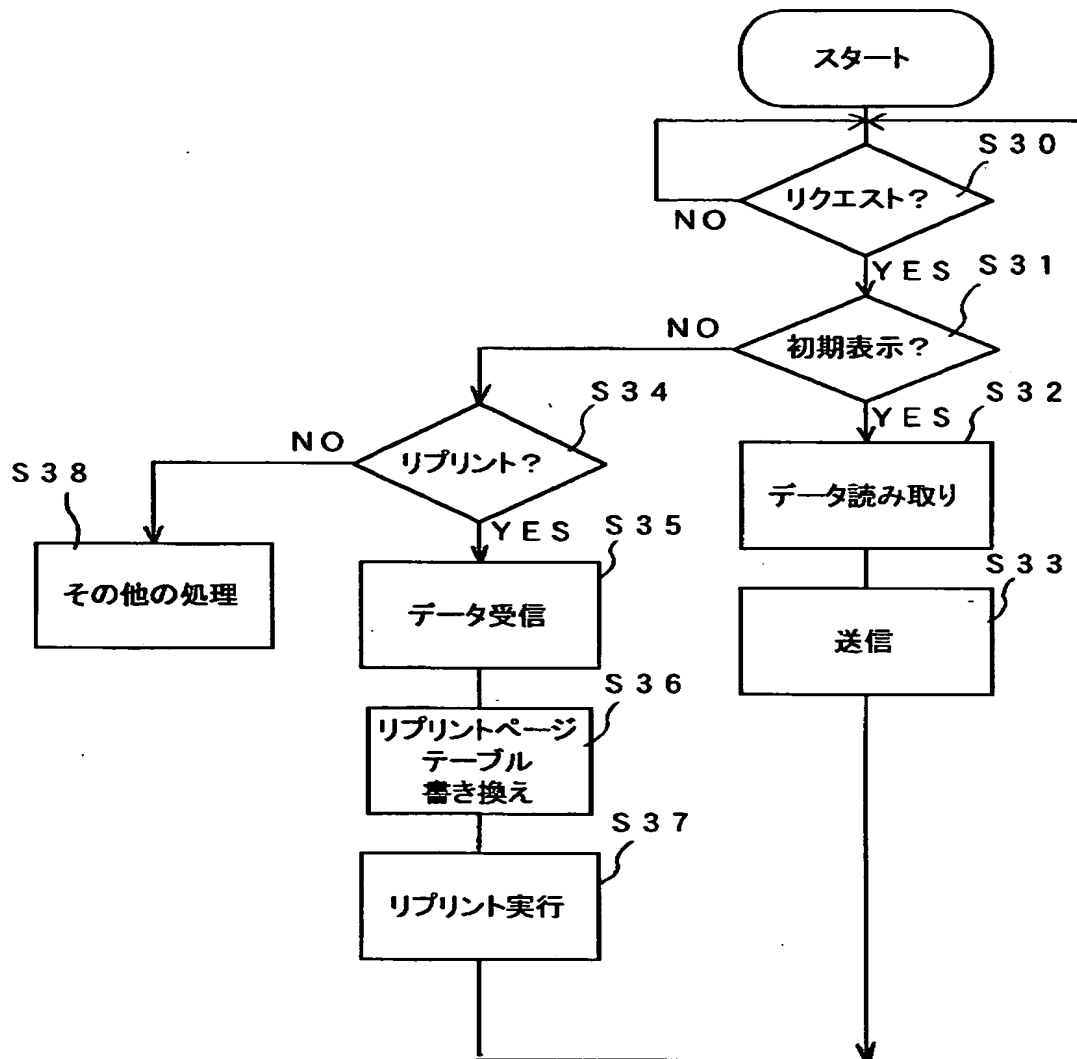 スタート
S30
リクエスト?
NO
YES
S31
初期表示?
NO
YES
S32
データ読み取り
S33
送信
S34
リプリント?
NO
YES
S38
その他の処理
S35
データ受信
S36
リプリントページ
テーブル
書き換え
S37
リプリント実行